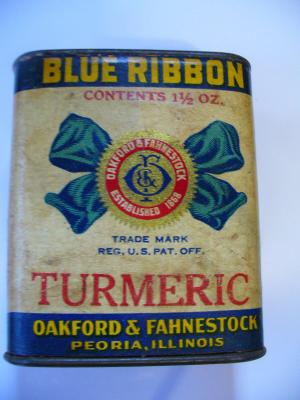 BLUE RIBBON
CONTENTS 1½ OZ.
OAKFORD & FAHNESTOCK
ESTABLISHED 1868
TRADE MARK
REG. U.S. PAT. OFF.
TURMERIC
OAKFORD & FAHNESTOCK
PEORIA, ILLINOIS